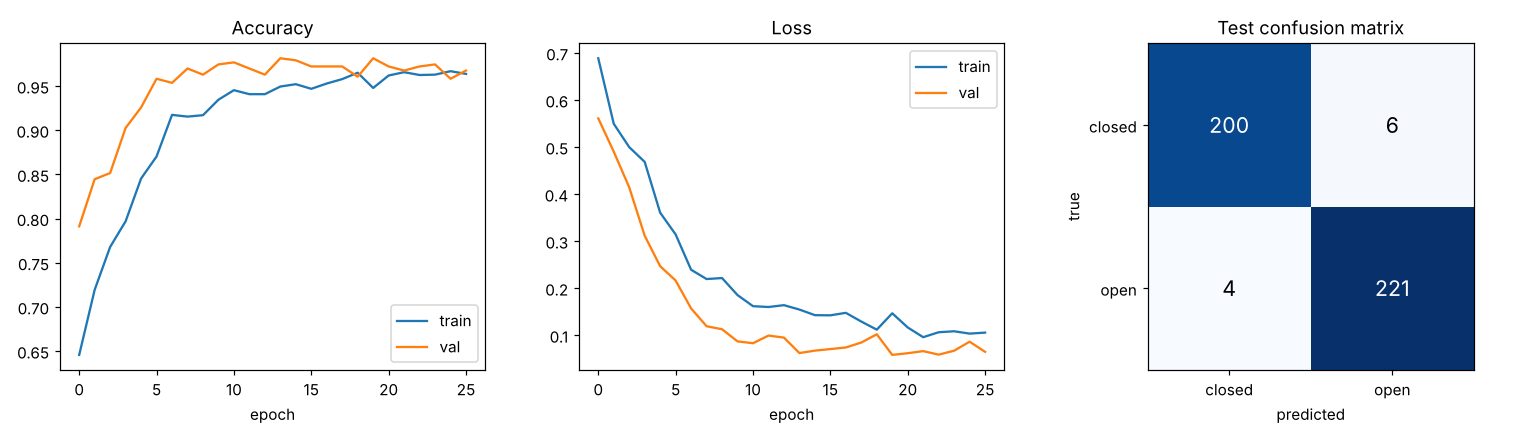 Accuracy
0.95
0.90
0.85
0.80
0.75
0.70
0.65
train
val
0 5 10 15 20 25
epoch
Loss
0.7
0.6
0.5
0.4
0.3
0.2
0.1
train
val
0 5 10 15 20 25
epoch
Test confusion matrix
true
closed 200 6
open 4 221
closed open
predicted